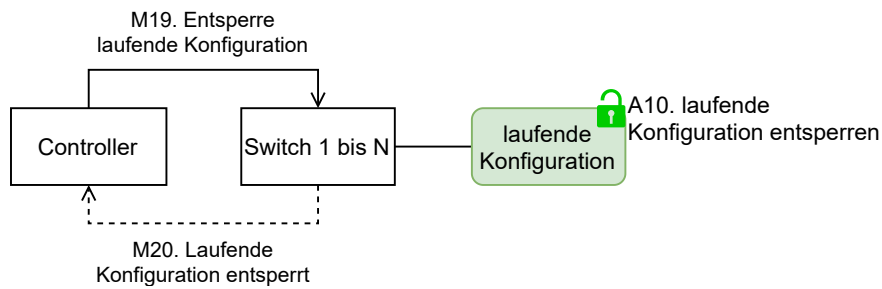 M19. Entsperre
laufende Konfiguration
Controller
Switch 1 bis N
laufende
Konfiguration
A10. laufende
Konfiguration entsperren
M20. Laufende
Konfiguration entsperrt